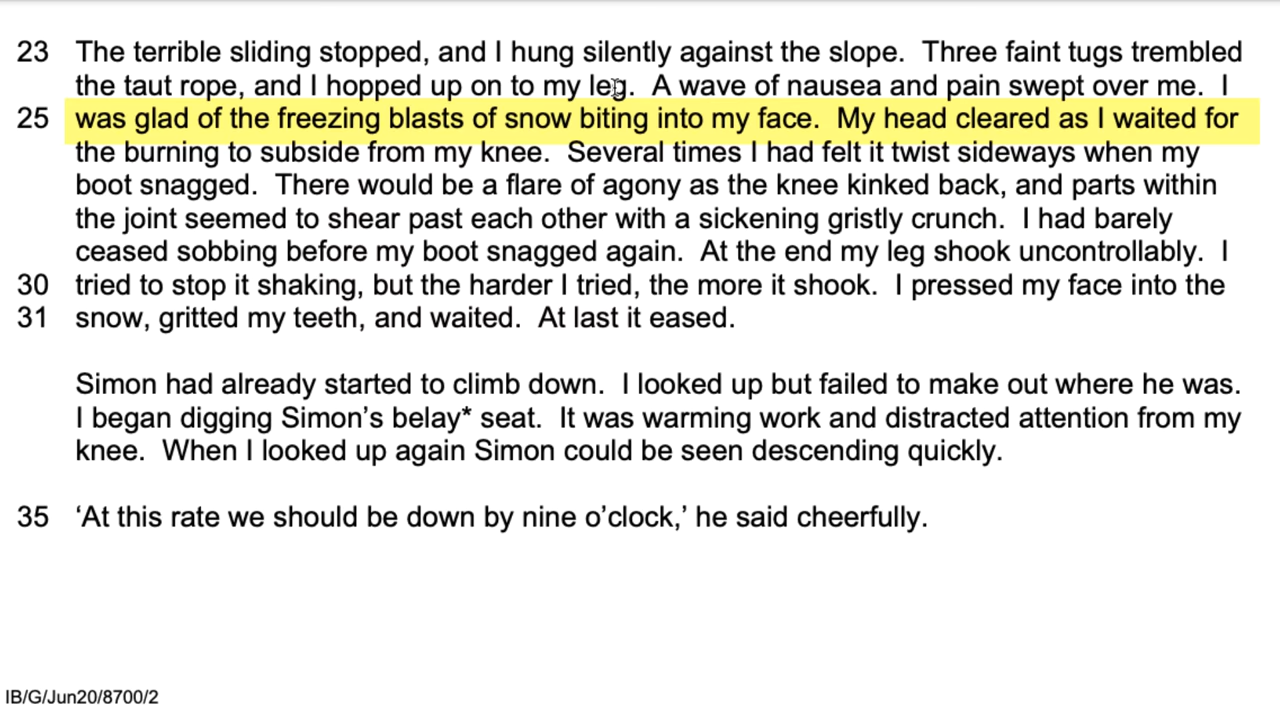 23 The terrible sliding stopped, and I hung silently against the slope. Three faint tugs trembled
the taut rope, and I hopped up on to my leg. A wave of nausea and pain swept over me. I
25 was glad of the freezing blasts of snow biting into my face. My head cleared as I waited for
the burning to subside from my knee. Several times I had felt it twist sideways when my
boot snagged. There would be a flare of agony as the knee kinked back, and parts within
the joint seemed to shear past each other with a sickening gristly crunch. I had barely
ceased sobbing before my boot snagged again. At the end my leg shook uncontrollably. I
30 tried to stop it shaking, but the harder I tried, the more it shook. I pressed my face into the
31 snow, gritted my teeth, and waited. At last it eased.
Simon had already started to climb down. I looked up but failed to make out where he was.
I began digging Simon’s belay* seat. It was warming work and distracted attention from my
knee. When I looked up again Simon could be seen descending quickly.
35 ‘At this rate we should be down by nine o’clock,’ he said cheerfully.
IB/G/Jun20/8700/2